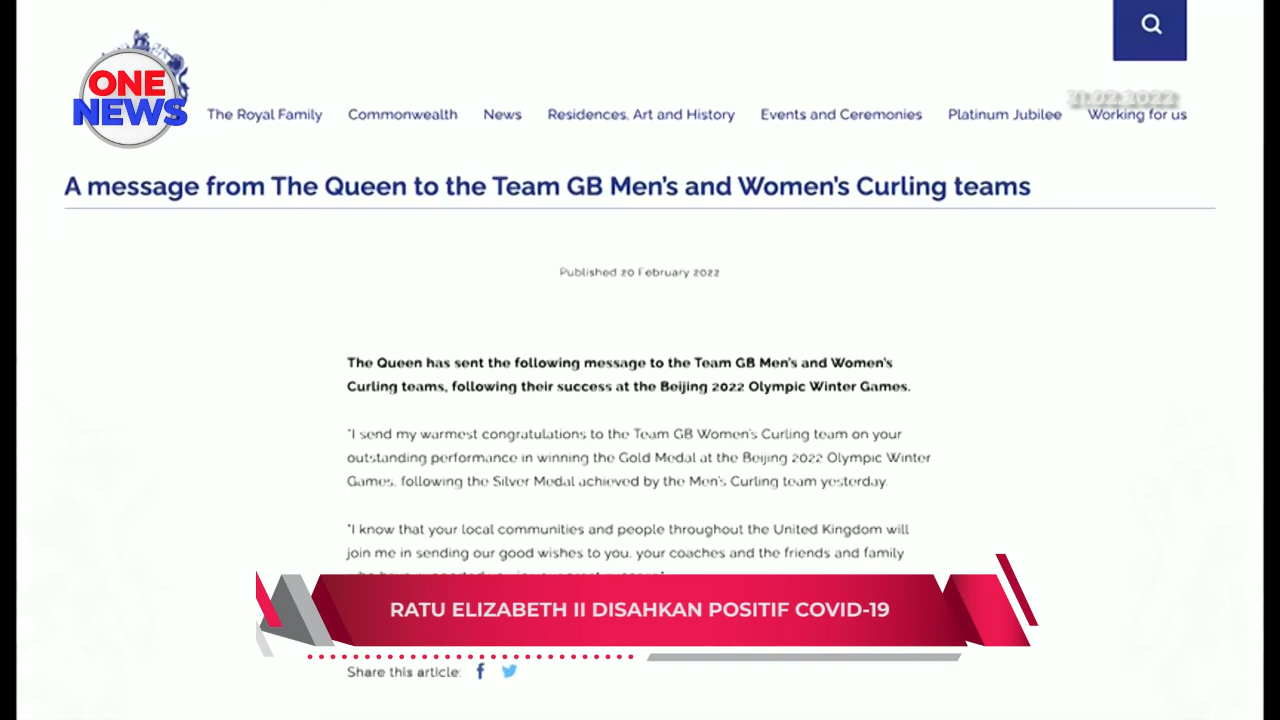 ONE
NEWS
21.02.2022
The Royal Family Commonwealth News Residences, Art and History Events and Ceremonies Platinum Jubilee Working for us
A message from The Queen to the Team GB Men's and Women's Curling teams
Published 20 February 2022
The Queen has sent the following message to the Team GB Men's and Women's
Curling teams, following their success at the Beijing 2022 Olympic Winter Games.
"I send my warmest congratulations to the Team GB Women's Curling team on your
outstanding performance in winning the Gold Medal at the Beijing 2022 Olympic Winter
Games, following the Silver Medal achieved by the Men's Curling team yesterday.
"I know that your local communities and people throughout the United Kingdom will
join me in sending our good wishes to you, your coaches and the friends and family
RATU ELIZABETH II DISAHKAN POSITIF COVID-19
Share this article: